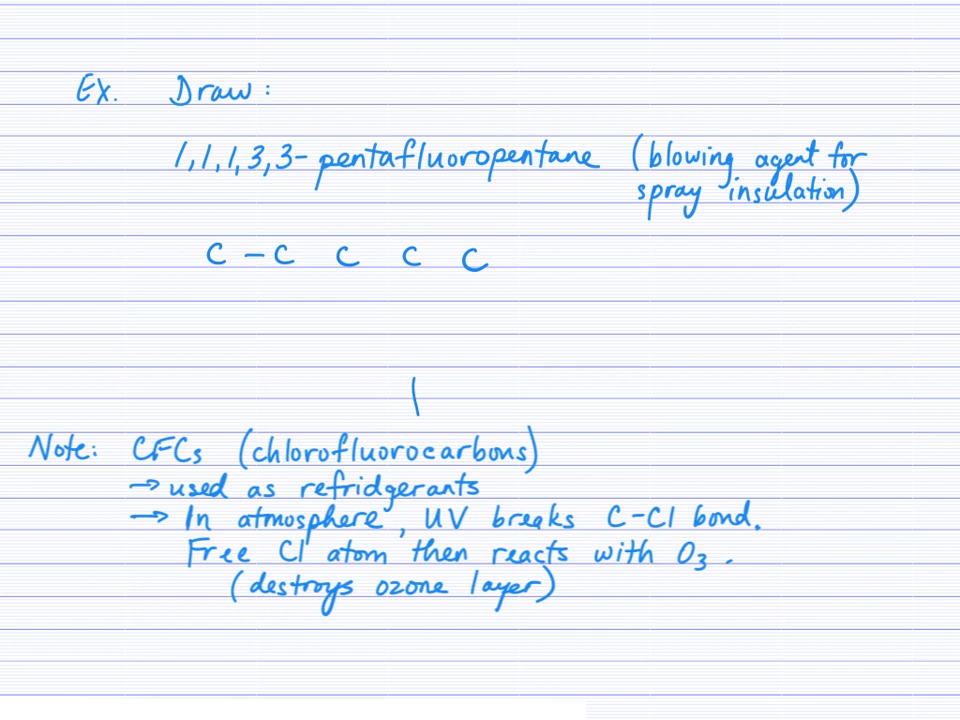 Ex. Draw:
1,1,1,3,3-pentafluoropentane (blowing agent for
spray insulation)
C - C C C C
Note: CFCs (chlorofluorocarbons)
→ used as refridgerants
→ In atmosphere, UV breaks C-Cl bond.
Free Cl atom then reacts with O₃.
(destroys ozone layer)